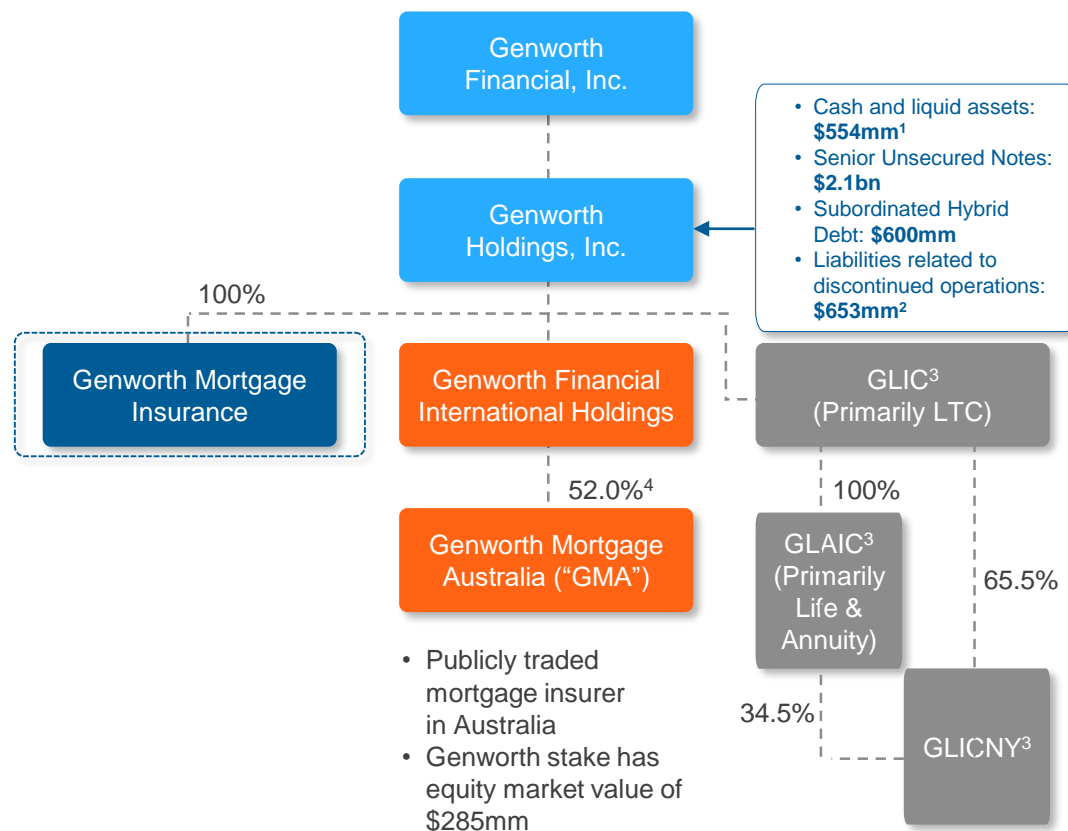 Genworth
Financial, Inc.
• Cash and liquid assets:
$554mm¹
• Senior Unsecured Notes:
$2.1bn
• Subordinated Hybrid
Debt: $600mm
• Liabilities related to
discontinued operations:
$653mm²
Genworth
Holdings, Inc.
100%
Genworth Mortgage
Insurance
Genworth Financial
International Holdings
GLIC³
(Primarily LTC)
52.0%⁴
100%
65.5%
Genworth Mortgage
Australia (“GMA”)
GLAIC³
(Primarily
Life &
Annuity)
• Publicly traded
mortgage insurer
in Australia
• Genworth stake has
equity market value of
$285mm
34.5%
GLICNY³